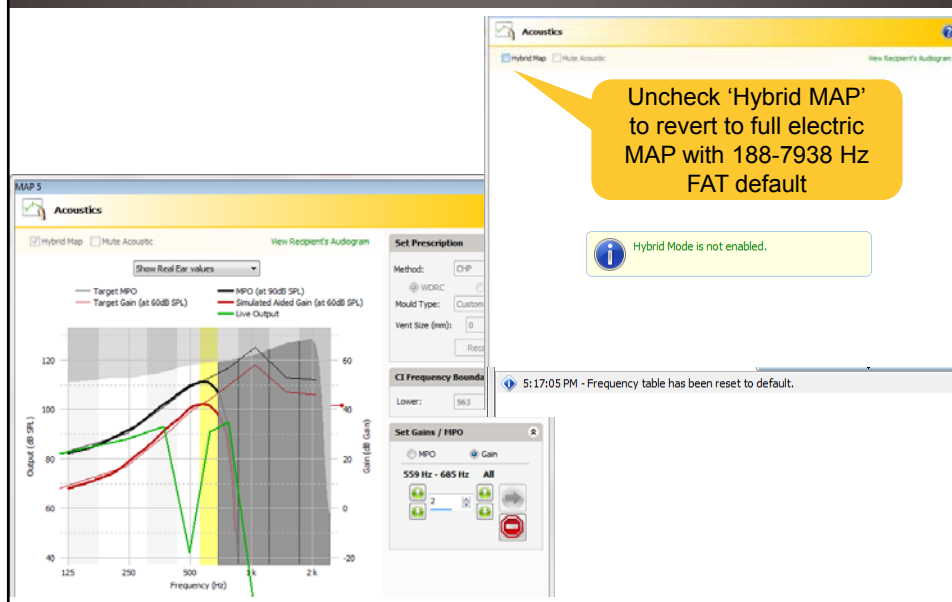 Acoustics
Hybrid Map Mute Acoustic View Recipient's Audiogram
Uncheck ‘Hybrid MAP’
to revert to full electric
MAP with 188-7938 Hz
FAT default
Hybrid Mode is not enabled.
5:17:05 PM - Frequency table has been reset to default.
MAP 5
Acoustics
Hybrid Map Mute Acoustic View Recipient's Audiogram
Show Real Ear values
Target MPO MPO (at 90dB SPL)
Target Gain (at 60dB SPL) Simulated Aided Gain (at 60dB SPL)
Live Output
Output (dB SPL)
120
100
80
60
40
60
40
20
0
-20
Gain (dB Gain)
125 250 500 1k 2k
Frequency (Hz)
Set Prescription
Method: CHP
WDRC
Mould Type: Custom
Vent Size (mm): 0
CI Frequency Bounda
Lower: 563
Set Gains / MPO
MPO Gain
559 Hz - 685 Hz All
2